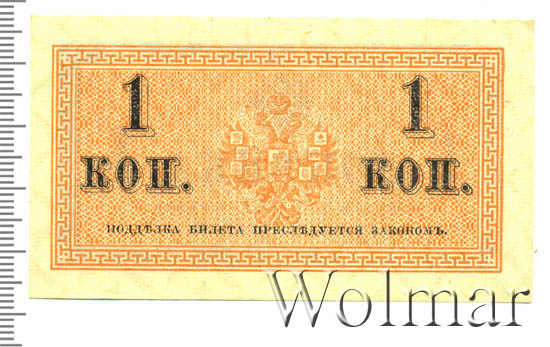 1 1
КОП. КОП.
ПОДДѢЛКА БИЛЕТА ПРЕСЛѢДУЕТСЯ ЗАКОНОМЪ.
Wolmar